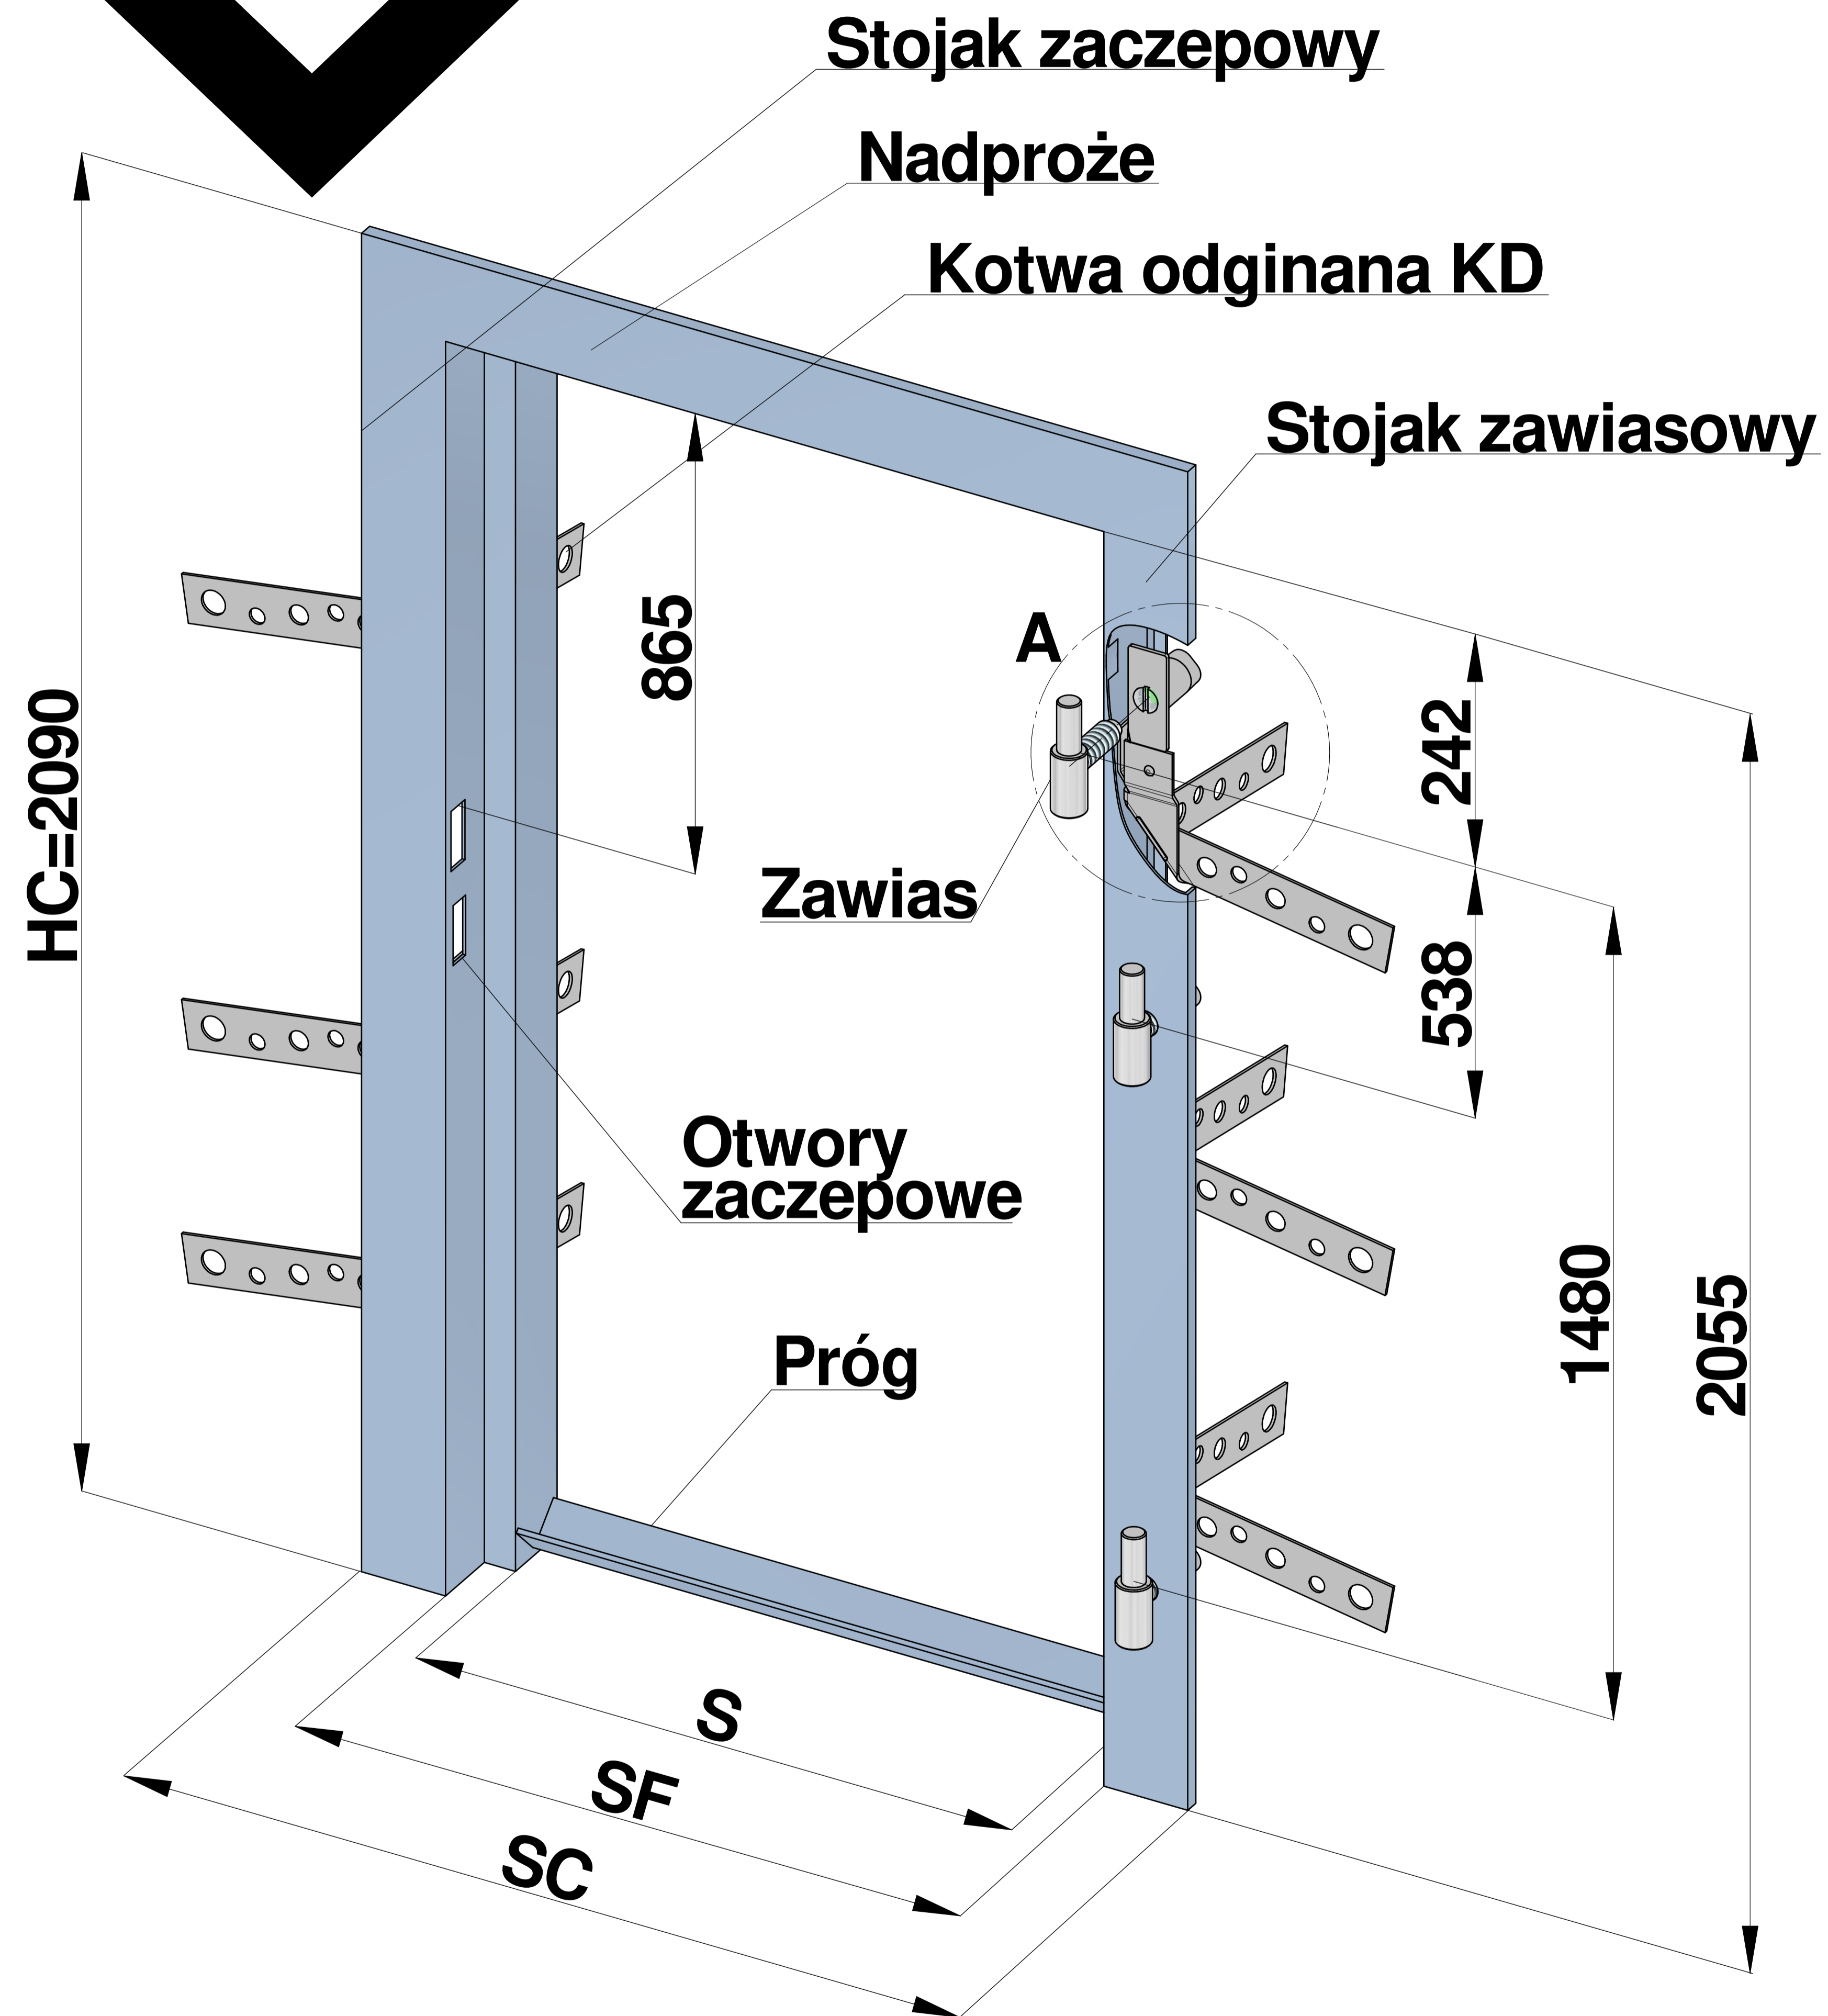 Stojak zaczepowy
Nadproże
Kotwa odginana KD
Stojak zawiasowy
A
865
HC=2090
242
Zawias
538
Otwory
zaczepowe
1480
2055
Próg
S
SF
SC